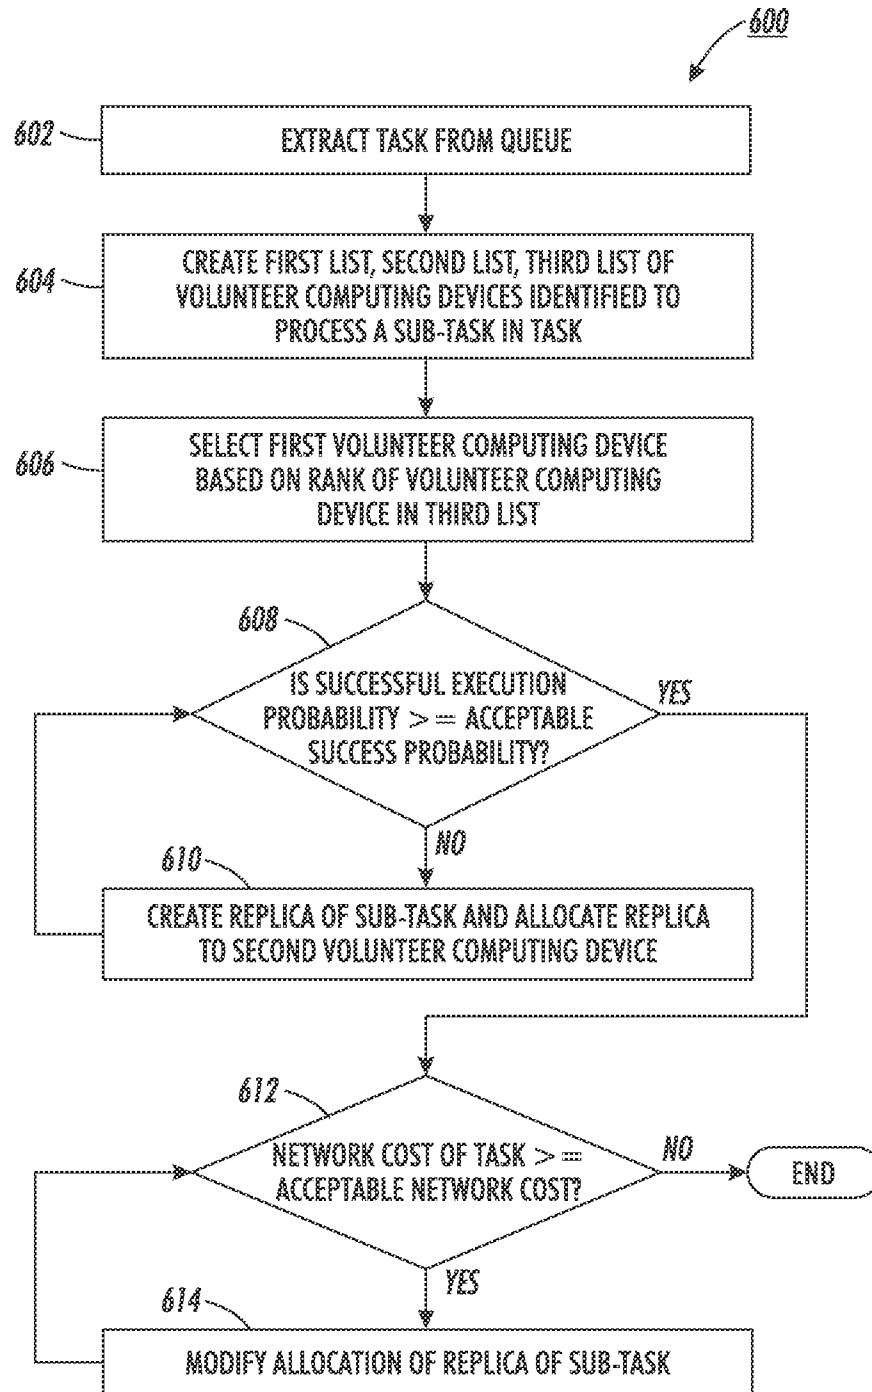 600
602
EXTRACT TASK FROM QUEUE
604
CREATE FIRST LIST, SECOND LIST, THIRD LIST OF
VOLUNTEER COMPUTING DEVICES IDENTIFIED TO
PROCESS A SUB-TASK IN TASK
606
SELECT FIRST VOLUNTEER COMPUTING DEVICE
BASED ON RANK OF VOLUNTEER COMPUTING
DEVICE IN THIRD LIST
608
IS SUCCESSFUL EXECUTION
PROBABILITY >= ACCEPTABLE
SUCCESS PROBABILITY?
YES
NO
610
CREATE REPLICA OF SUB-TASK AND ALLOCATE REPLICA
TO SECOND VOLUNTEER COMPUTING DEVICE
612
NETWORK COST OF TASK >=
ACCEPTABLE NETWORK COST?
NO
END
YES
614
MODIFY ALLOCATION OF REPLICA OF SUB-TASK